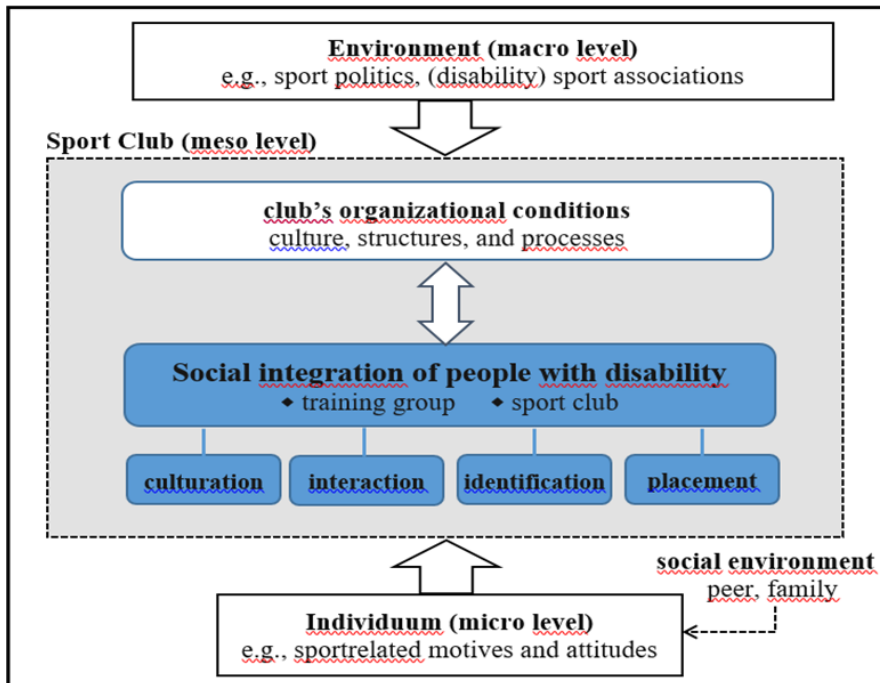 Environment (macro level)
e.g., sport politics, (disability) sport associations
Sport Club (meso level)
club's organizational conditions
culture, structures, and processes
Social integration of people with disability
◆ training group ◆ sport club
culturation interaction identification placement
social environment
peer, family
Individuum (micro level)
e.g., sportrelated motives and attitudes